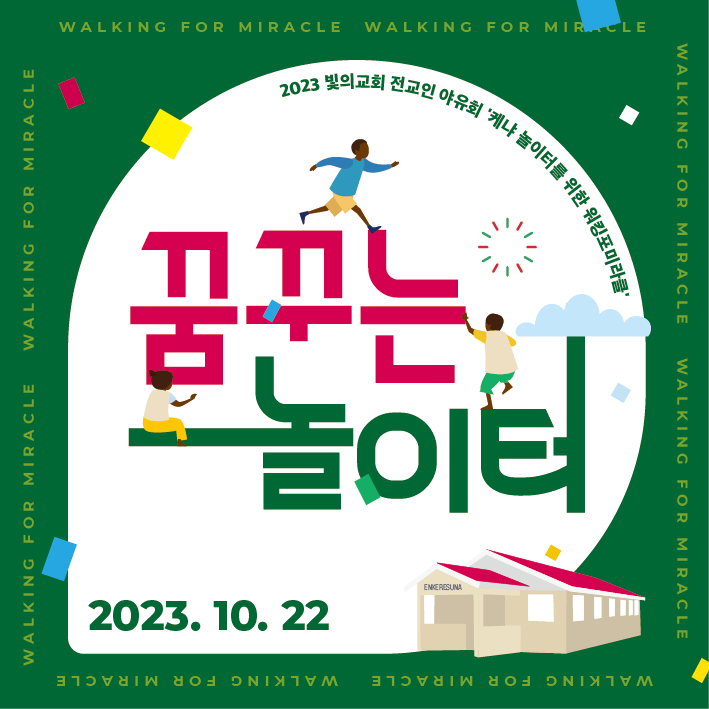 WALKING FOR MIRACLE WALKING FOR MIRACLE
WALKING FOR MIRACLE WALKING FOR MIRACLE
WALKING FOR MIRACLE WALKING FOR MIRACLE
2023 빛의교회 전교인 야유회 '케냐 놀이터를 위한 워킹포미라클'
꿈꾸는
놀이터
ENKERESUNA
2023. 10. 22
WALKING FOR MIRACLE WALKING FOR MIRACLE